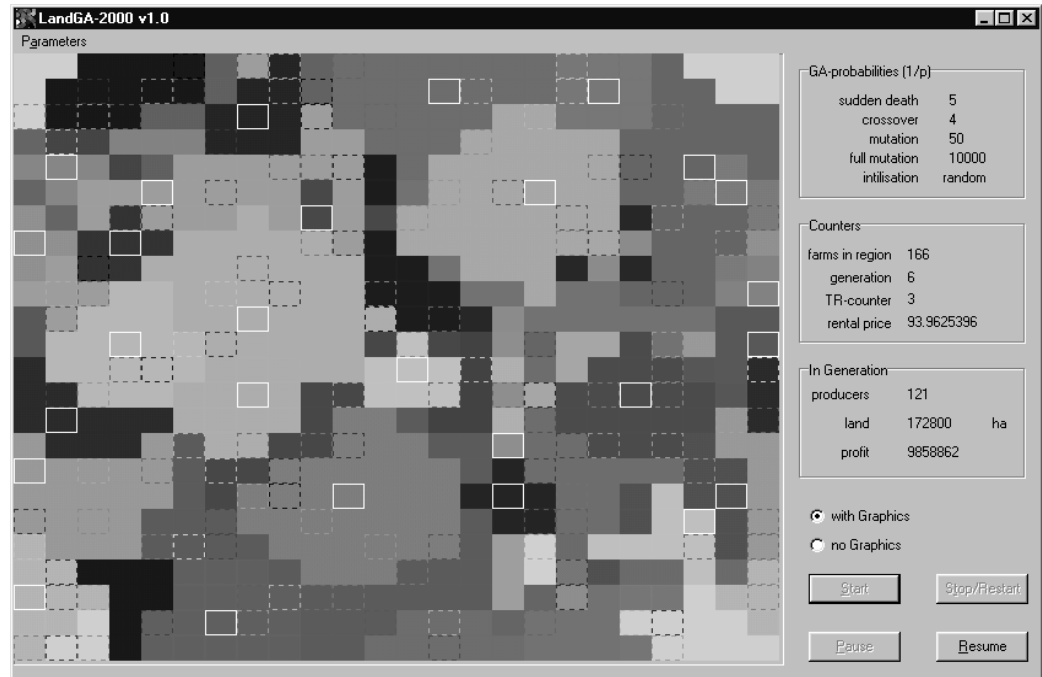 LandGA-2000 v1.0
Parameters
GA-probabilities (1/p)
sudden death 5
crossover 4
mutation 50
full mutation 10000
intilisation random
Counters
farms in region 166
generation 6
TR-counter 3
rental price 93.9625396
In Generation
producers 121
land 172800 ha
profit 9858862
with Graphics
no Graphics
Start Stop/Restart
Pause Resume